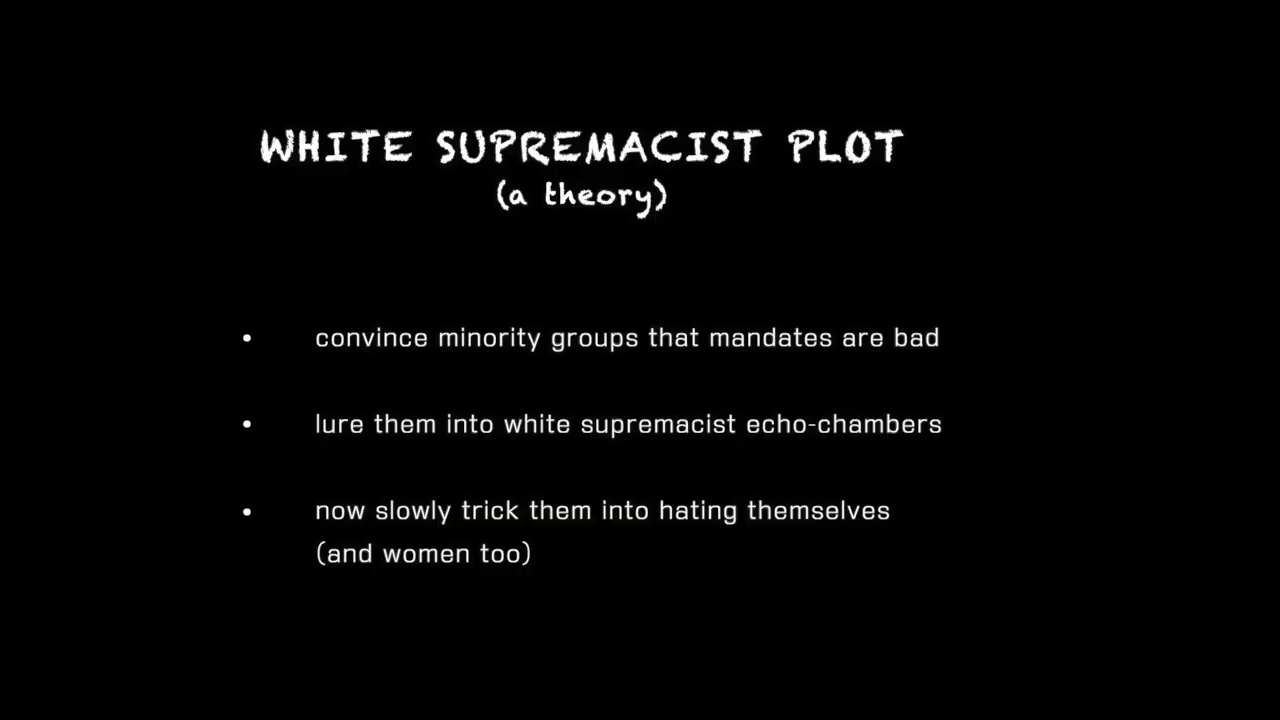 WHITE SUPREMACIST PLOT
(a theory)
• convince minority groups that mandates are bad
• lure them into white supremacist echo-chambers
• now slowly trick them into hating themselves
(and women too)